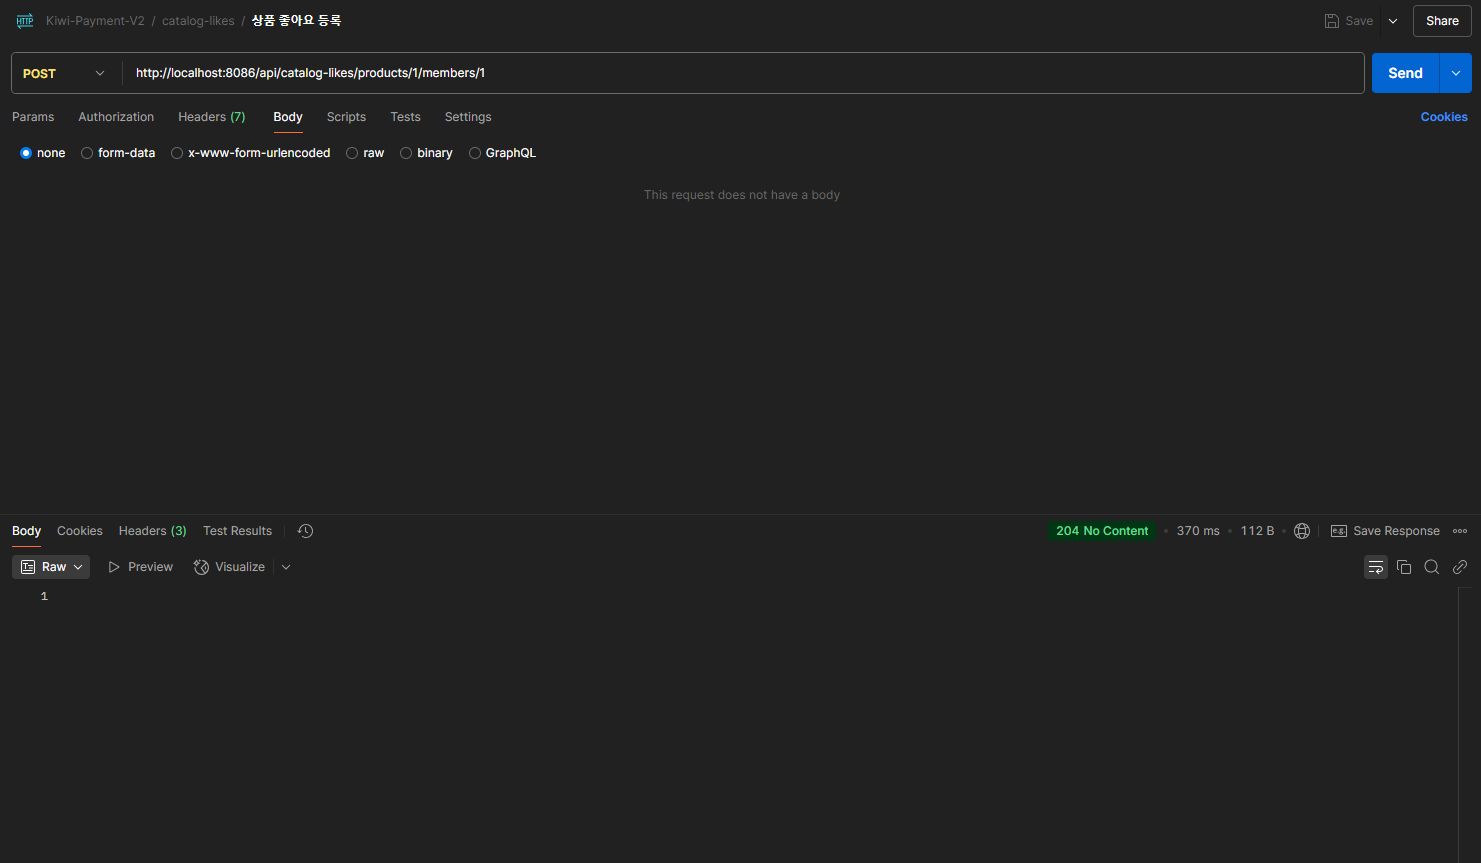 HTTP Kiwi-Payment-V2 / catalog-likes / 상품 좋아요 등록 Save Share
POST http://localhost:8086/api/catalog-likes/products/1/members/1 Send
Params Authorization Headers (7) Body Scripts Tests Settings Cookies
none form-data x-www-form-urlencoded raw binary GraphQL
This request does not have a body
Body Cookies Headers (3) Test Results 204 No Content • 370 ms • 112 B • e.g. Save Response
Raw Preview Visualize
1